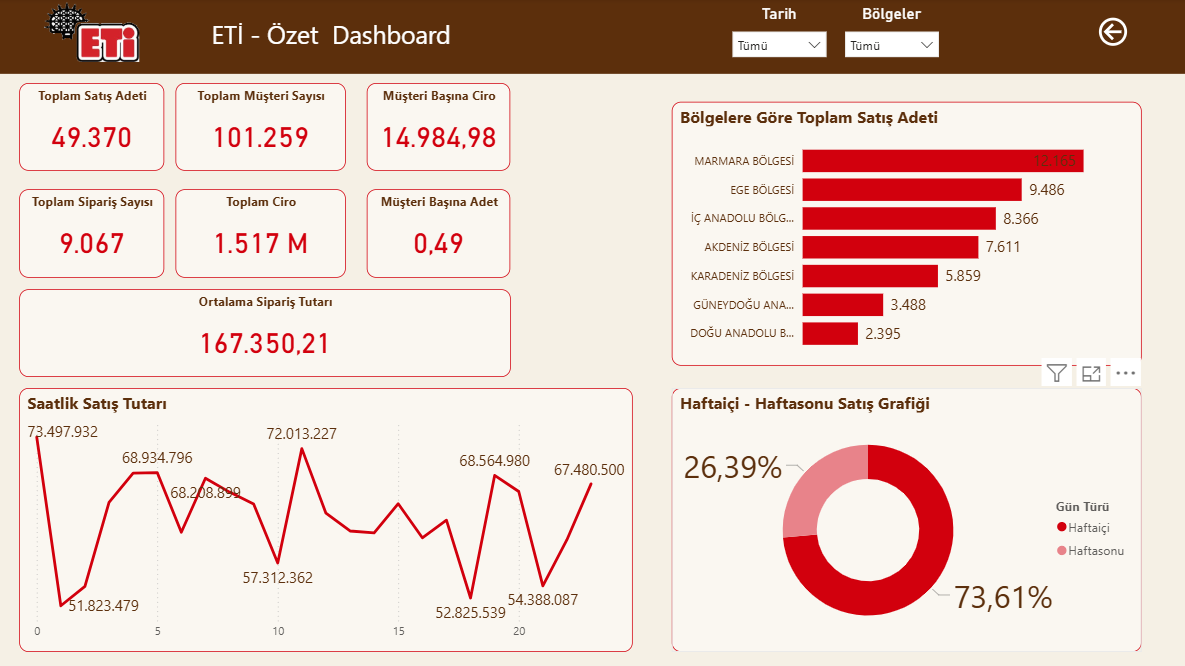 ETi
ETİ - Özet Dashboard
Tarih
Tümü
Bölgeler
Tümü
Toplam Satış Adeti
49.370
Toplam Müşteri Sayısı
101.259
Müşteri Başına Ciro
14.984,98
Toplam Sipariş Sayısı
9.067
Toplam Ciro
1.517 M
Müşteri Başına Adet
0,49
Ortalama Sipariş Tutarı
167.350,21
Bölgelere Göre Toplam Satış Adeti
MARMARA BÖLGESİ 12.165
EGE BÖLGESİ 9.486
İÇ ANADOLU BÖLG... 8.366
AKDENİZ BÖLGESİ 7.611
KARADENİZ BÖLGESİ 5.859
GÜNEYDOĞU ANA... 3.488
DOĞU ANADOLU B... 2.395
Saatlik Satış Tutarı
73.497.932
51.823.479
68.934.796
68.208.899
57.312.362
72.013.227
52.825.539
68.564.980
54.388.087
67.480.500
0 5 10 15 20
Haftaiçi - Haftasonu Satış Grafiği
26,39%
73,61%
Gün Türü
Haftaiçi
Haftasonu